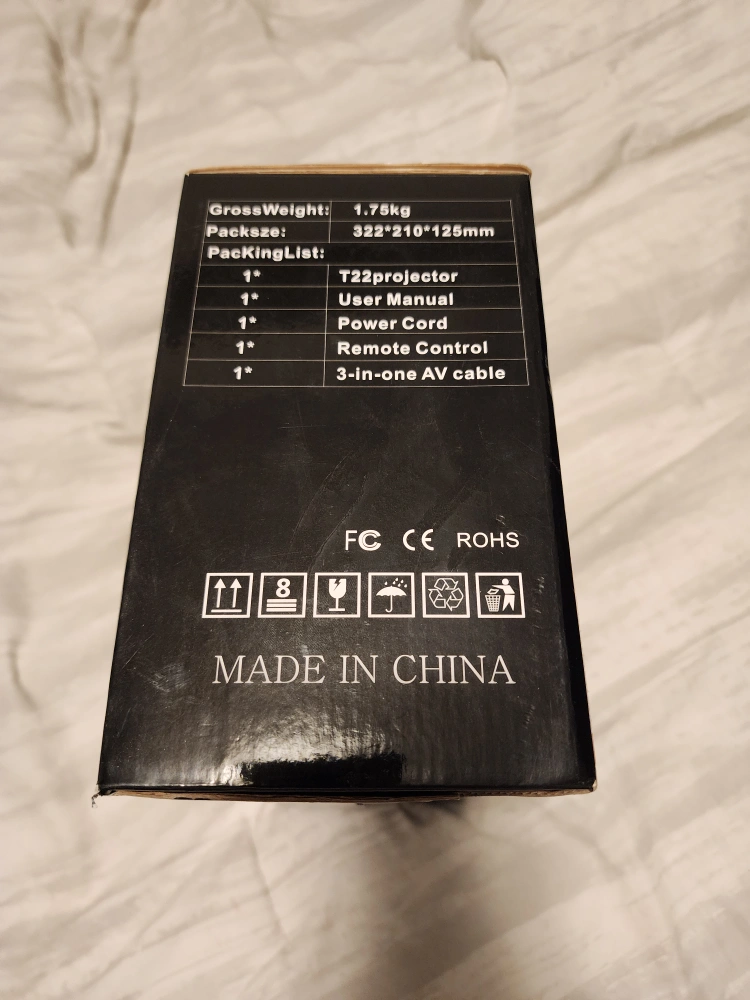 GrossWeight: 1.75kg
Packsze: 322*210*125mm
PacKingList:
1* T22projector
1* User Manual
1* Power Cord
1* Remote Control
1* 3-in-one AV cable
FC CE ROHS
8
MADE IN CHINA